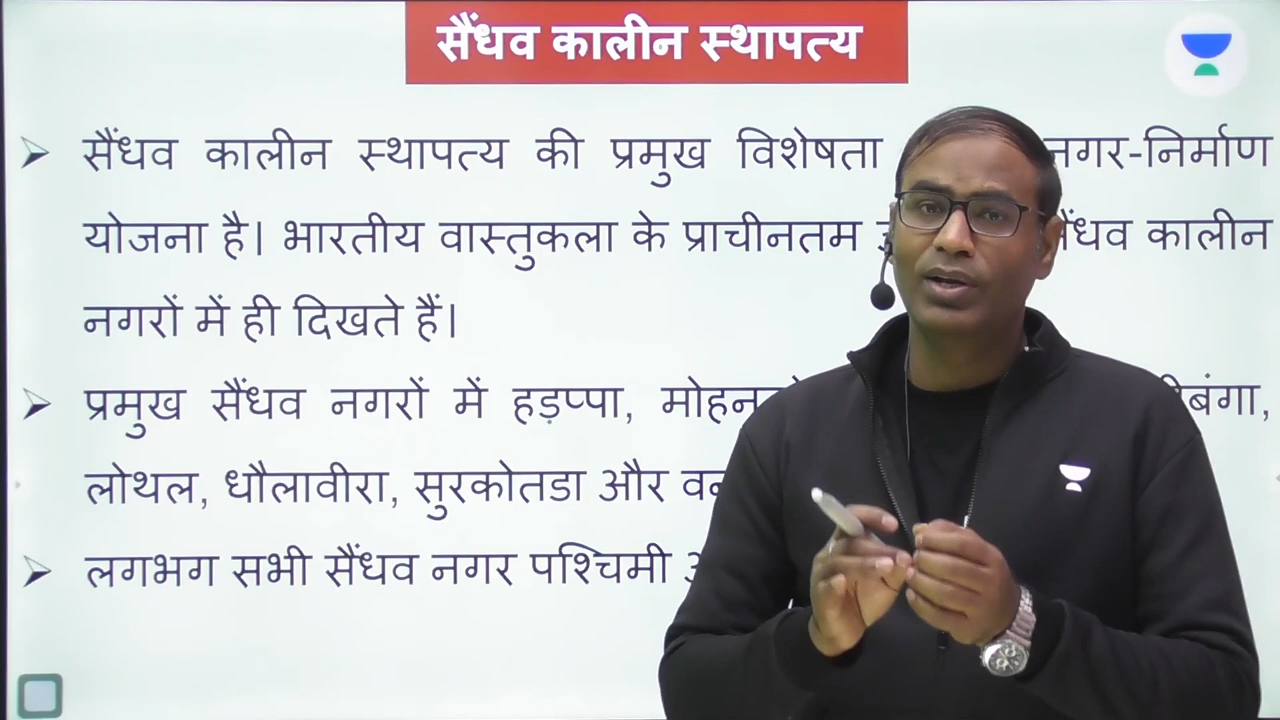 सैंधव कालीन स्थापत्य
➢ सैंधव कालीन स्थापत्य की प्रमुख विशेषता नगर-निर्माण
योजना है। भारतीय वास्तुकला के प्राचीनतम सैंधव कालीन
नगरों में ही दिखते हैं।
➢ प्रमुख सैंधव नगरों में हड़प्पा,
लोथल, धौलावीरा, सुरकोतडा और
➢ लगभग सभी सैंधव नगर पश्चिमी